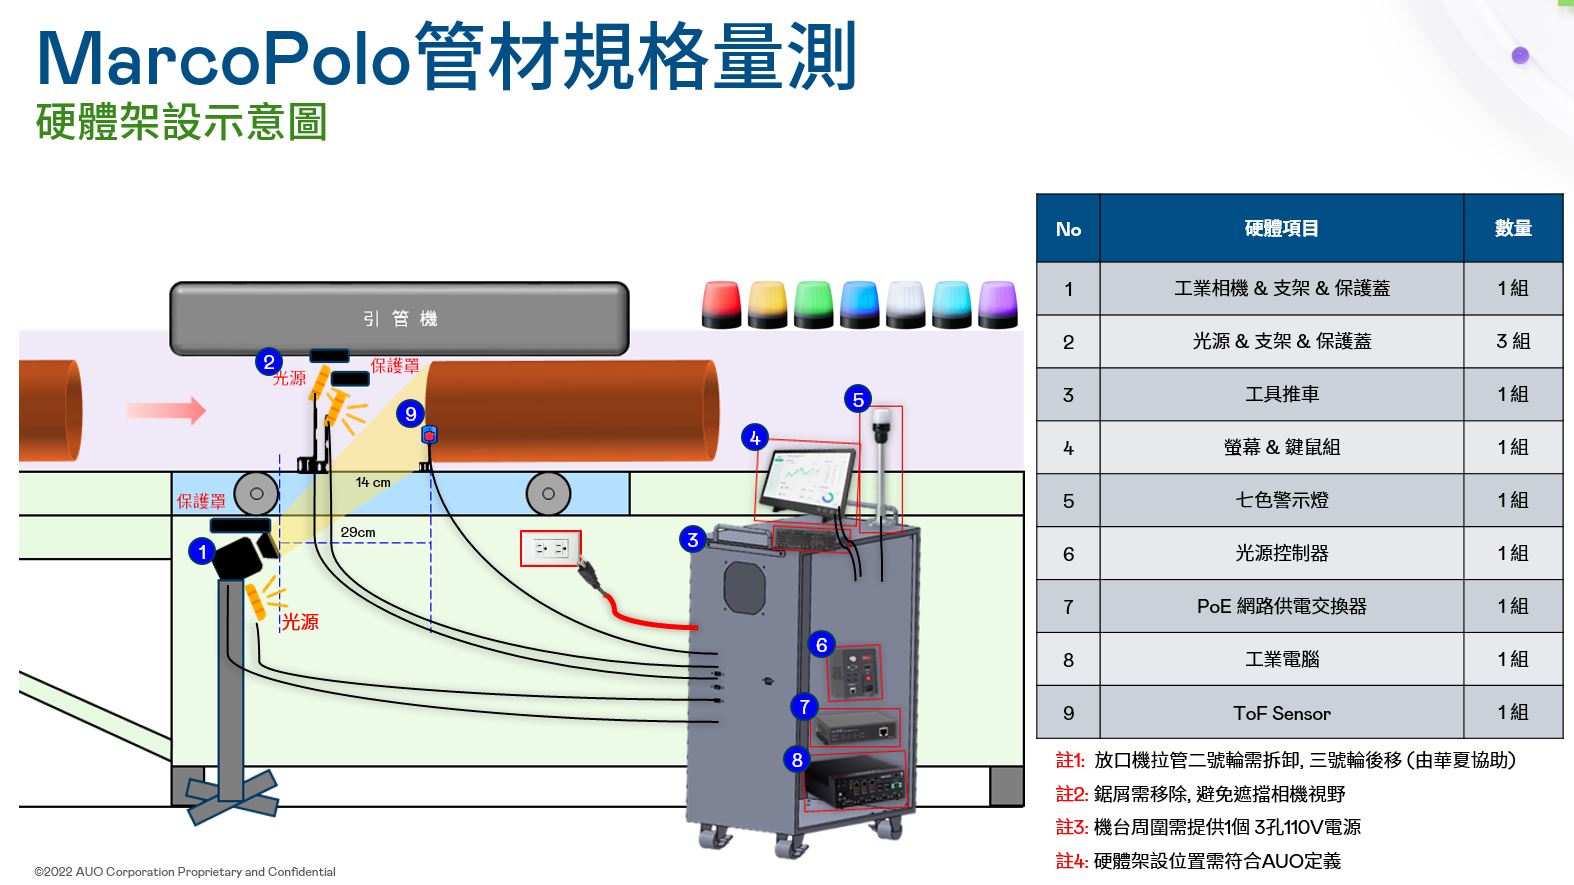 MarcoPolo管材規格量測
硬體架設示意圖
引 管 機
2
光源
保護罩
9
14 cm
保護罩
29cm
1
光源
3
4
5
6
7
8
No 硬體項目 數量
1 工業相機 & 支架 & 保護蓋 1 組
2 光源 & 支架 & 保護蓋 3 組
3 工具推車 1 組
4 螢幕 & 鍵鼠組 1 組
5 七色警示燈 1 組
6 光源控制器 1 組
7 PoE 網路供電交換器 1 組
8 工業電腦 1 組
9 ToF Sensor 1 組
註1: 放口機拉管二號輪需拆卸, 三號輪後移 (由華夏協助)
註2: 鋸屑需移除, 避免遮擋相機視野
註3: 機台周圍需提供1個 3孔110V電源
註4: 硬體架設位置需符合AUO定義
©2022 AUO Corporation Proprietary and Confidential